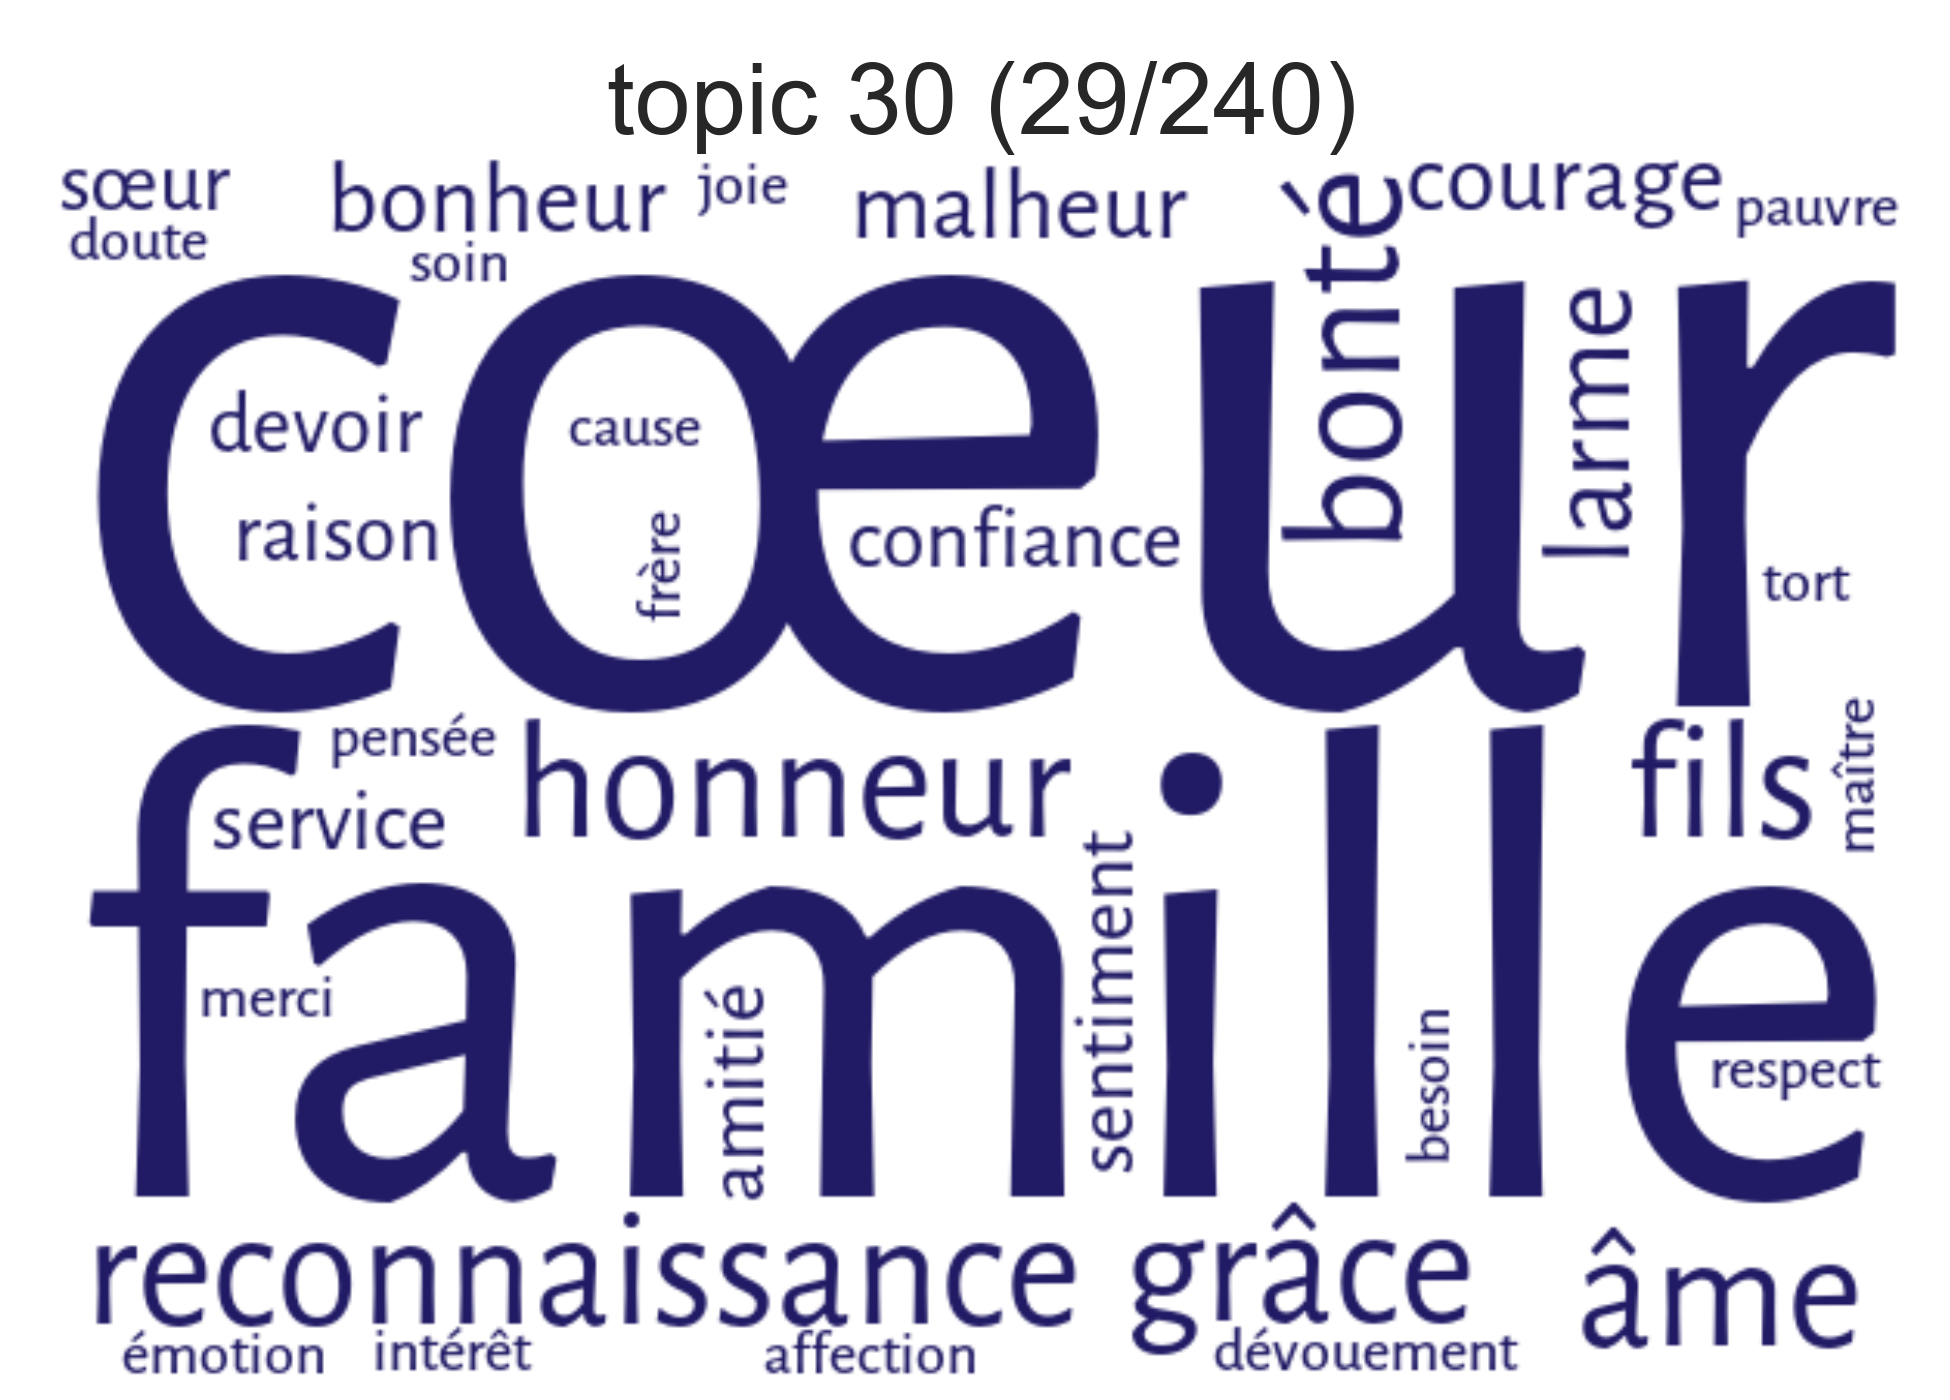 topic 30 (29/240)
sœur
bonheur
joie
malheur
bonté
courage
pauvre
doute
soin
cœur
larme
devoir
cause
raison
frère
confiance
tort
pensée
honneur
fils
maître
service
famille
sentiment
merci
amitié
besoin
respect
reconnaissance
grâce
âme
émotion
intérêt
affection
dévouement